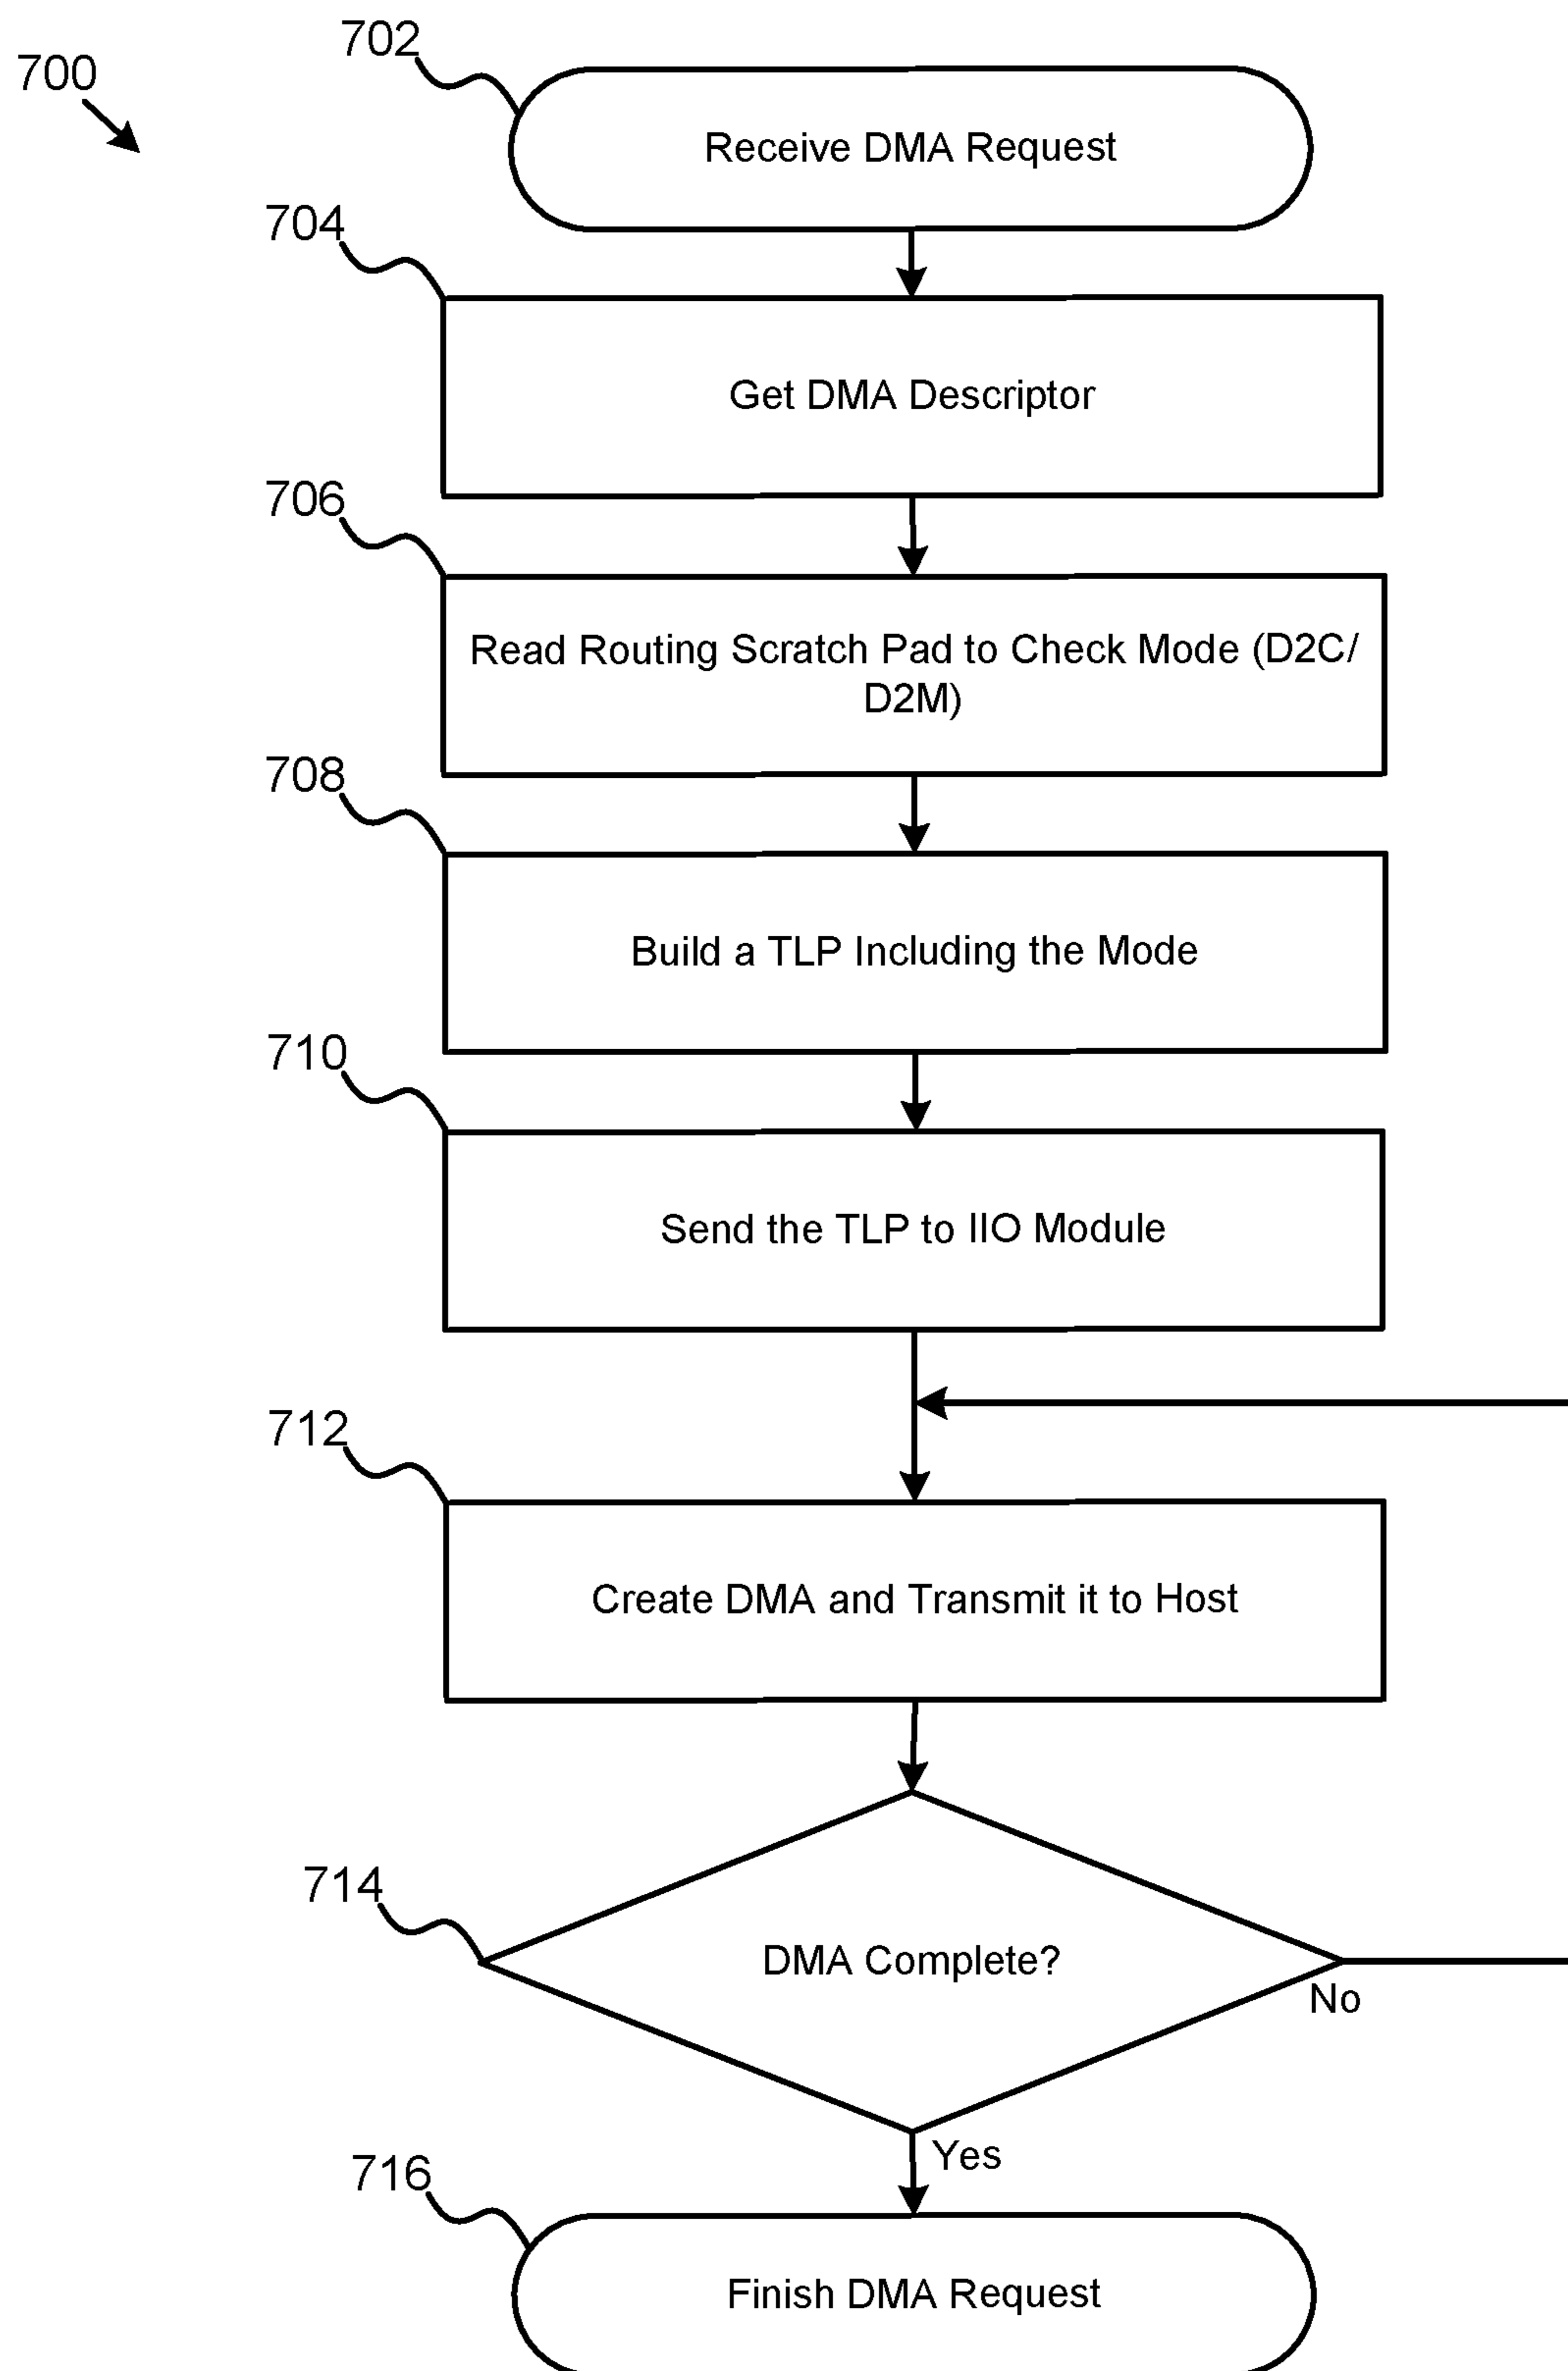 700
702
Receive DMA Request
704
Get DMA Descriptor
706
Read Routing Scratch Pad to Check Mode (D2C/
D2M)
708
Build a TLP Including the Mode
710
Send the TLP to IIO Module
712
Create DMA and Transmit it to Host
714
DMA Complete?
No
Yes
716
Finish DMA Request